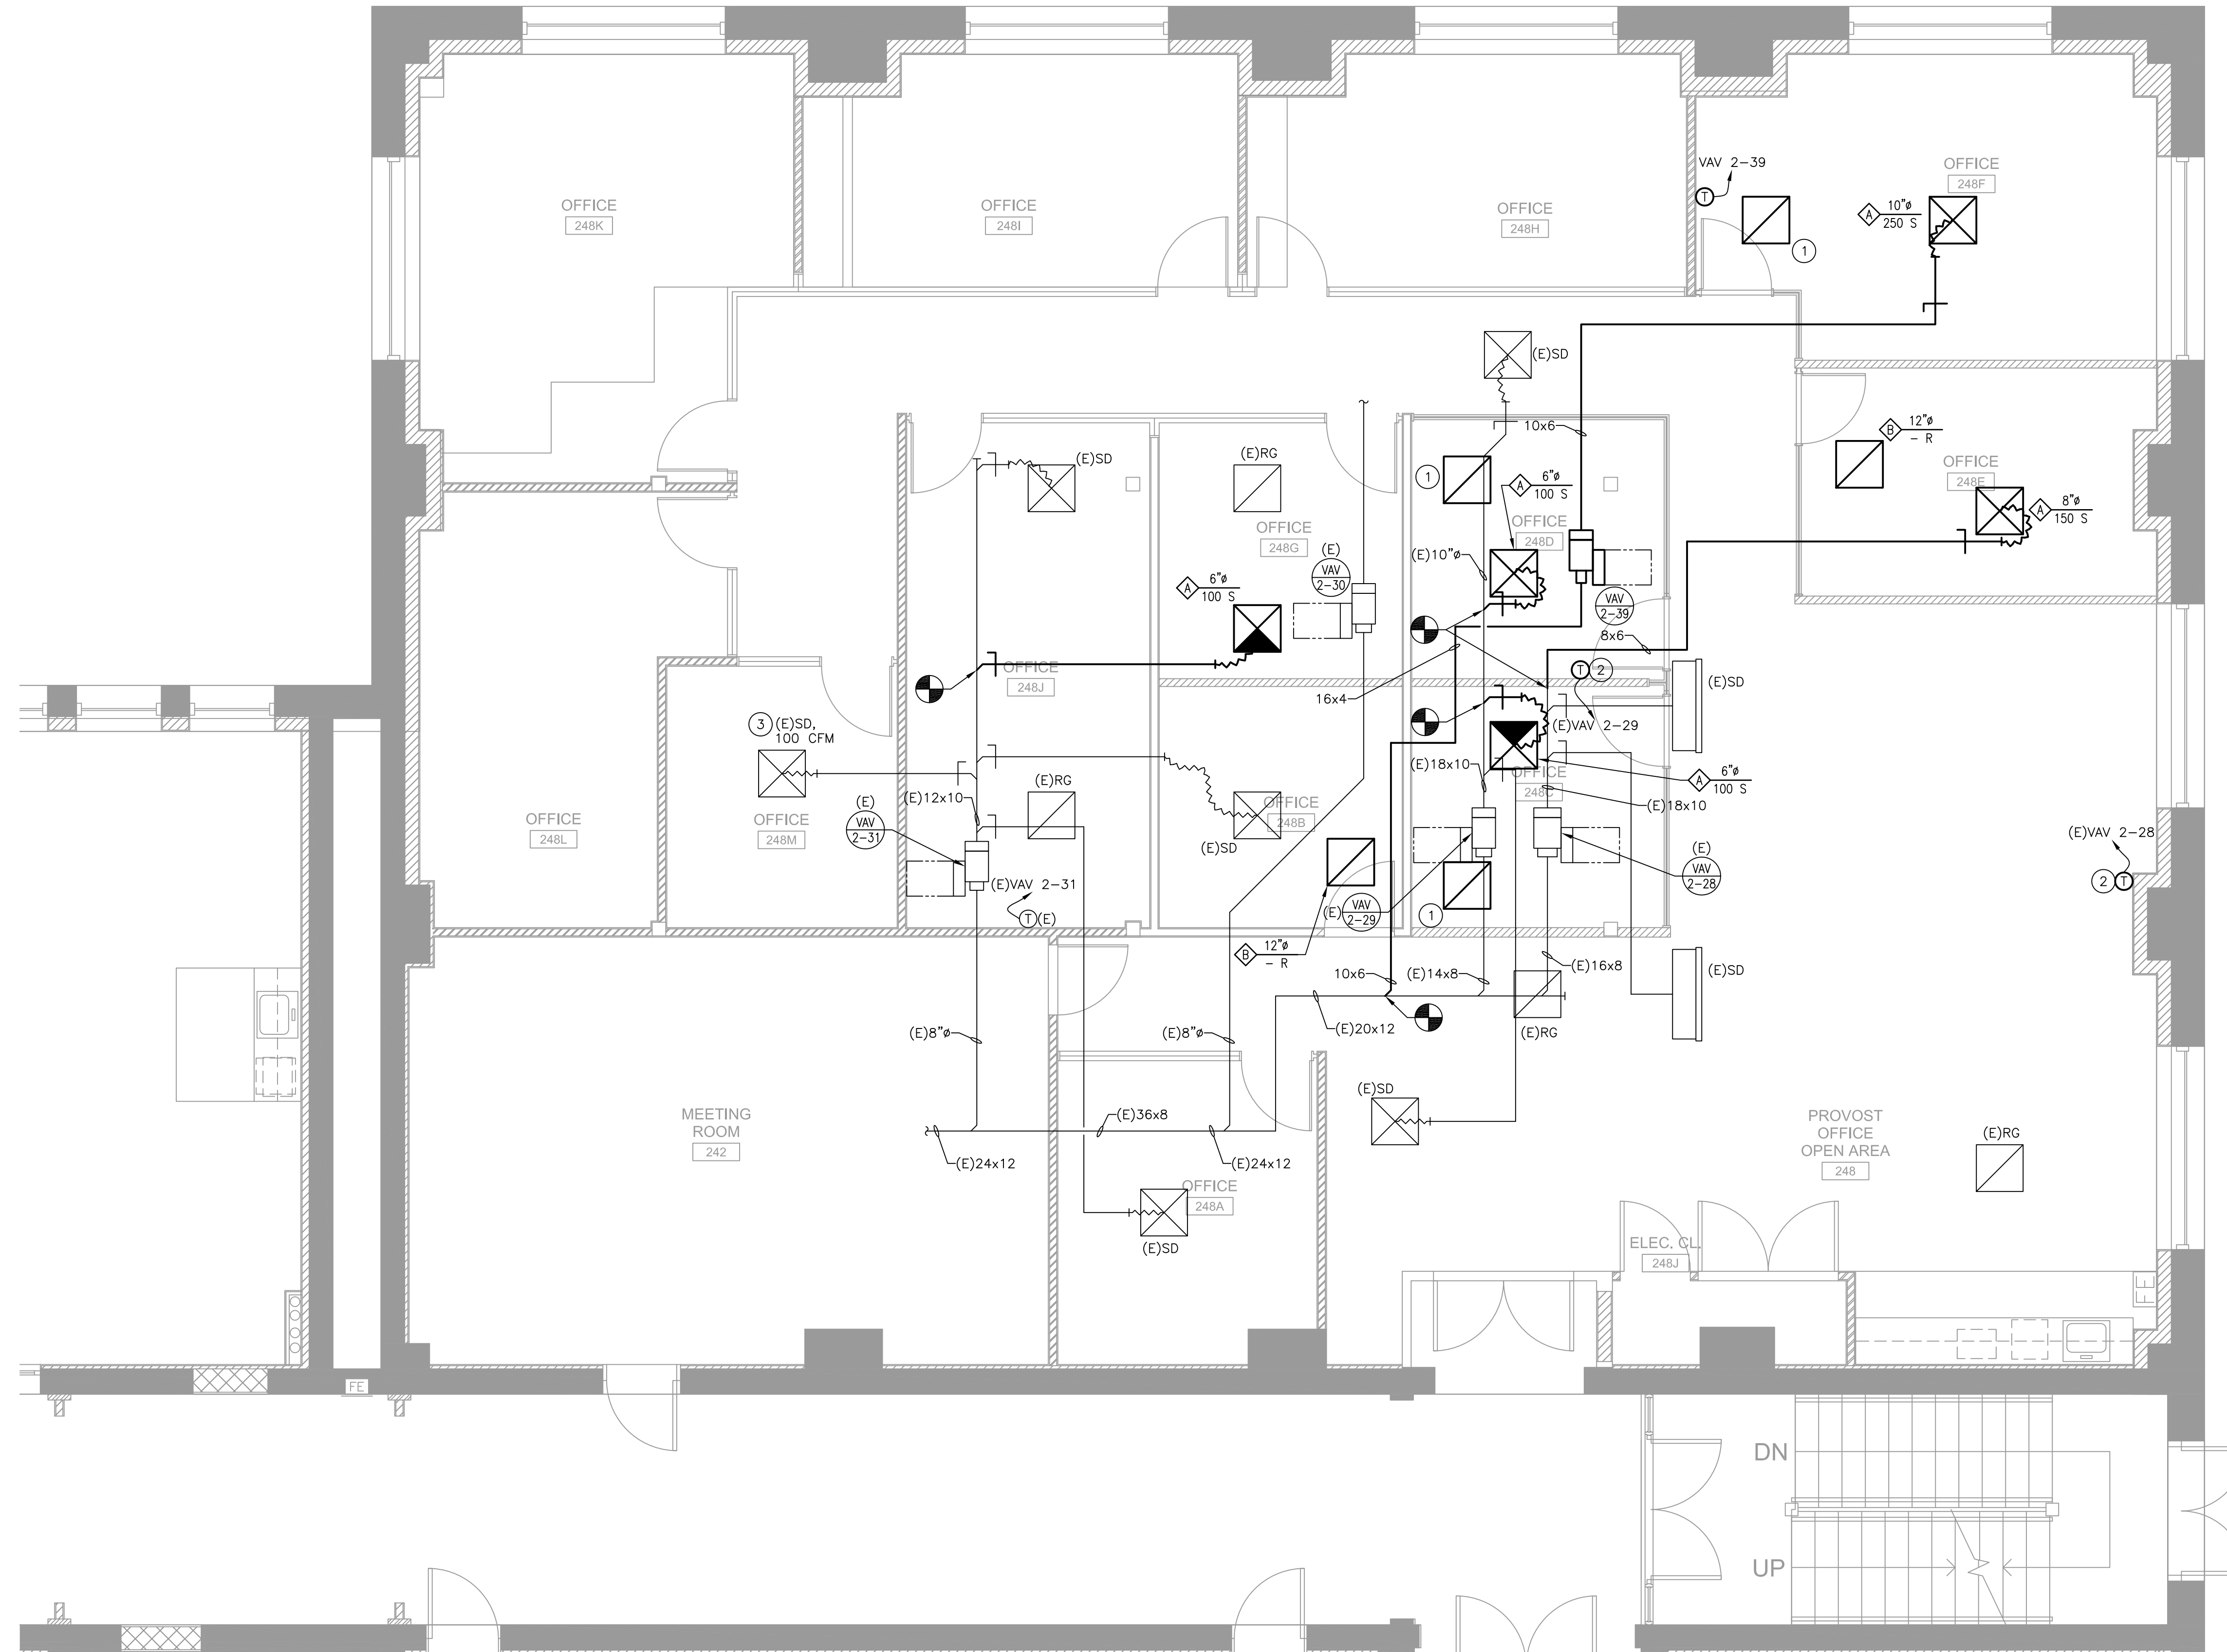 VAV 2-39
OFFICE
248F
A
10"ø
250 S
1
OFFICE
248K
OFFICE
248I
OFFICE
248H
(E)SD
10x6
B
12"ø
- R
OFFICE
248E
A
8"ø
150 S
(E)SD
(E)RG
1
A
6"ø
100 S
OFFICE
248G
OFFICE
248D
(E)
VAV
2-30
(E)10"ø
A
6"ø
100 S
VAV
2-39
8x6
OFFICE
248J
T
2
(E)SD
16x4
(E)VAV 2-29
3
(E)SD,
100 CFM
(E)18x10
OFFICE
248C
A
6"ø
100 S
(E)RG
(E)12x10
(E)18x10
OFFICE
248L
OFFICE
248M
(E)
VAV
2-31
OFFICE
248B
(E)SD
(E)VAV 2-28
(E)
VAV
2-28
2
T
(E)VAV 2-31
T
(E)
(E)
VAV
2-29
1
B
12"ø
- R
10x6
(E)14x8
(E)16x8
(E)SD
(E)8"ø
(E)8"ø
(E)20x12
(E)RG
(E)SD
MEETING
ROOM
242
(E)36x8
(E)24x12
(E)24x12
PROVOST
OFFICE
OPEN AREA
248
(E)RG
OFFICE
248A
(E)SD
ELEC. CL.
248J
FE
FE
DN
UP
T